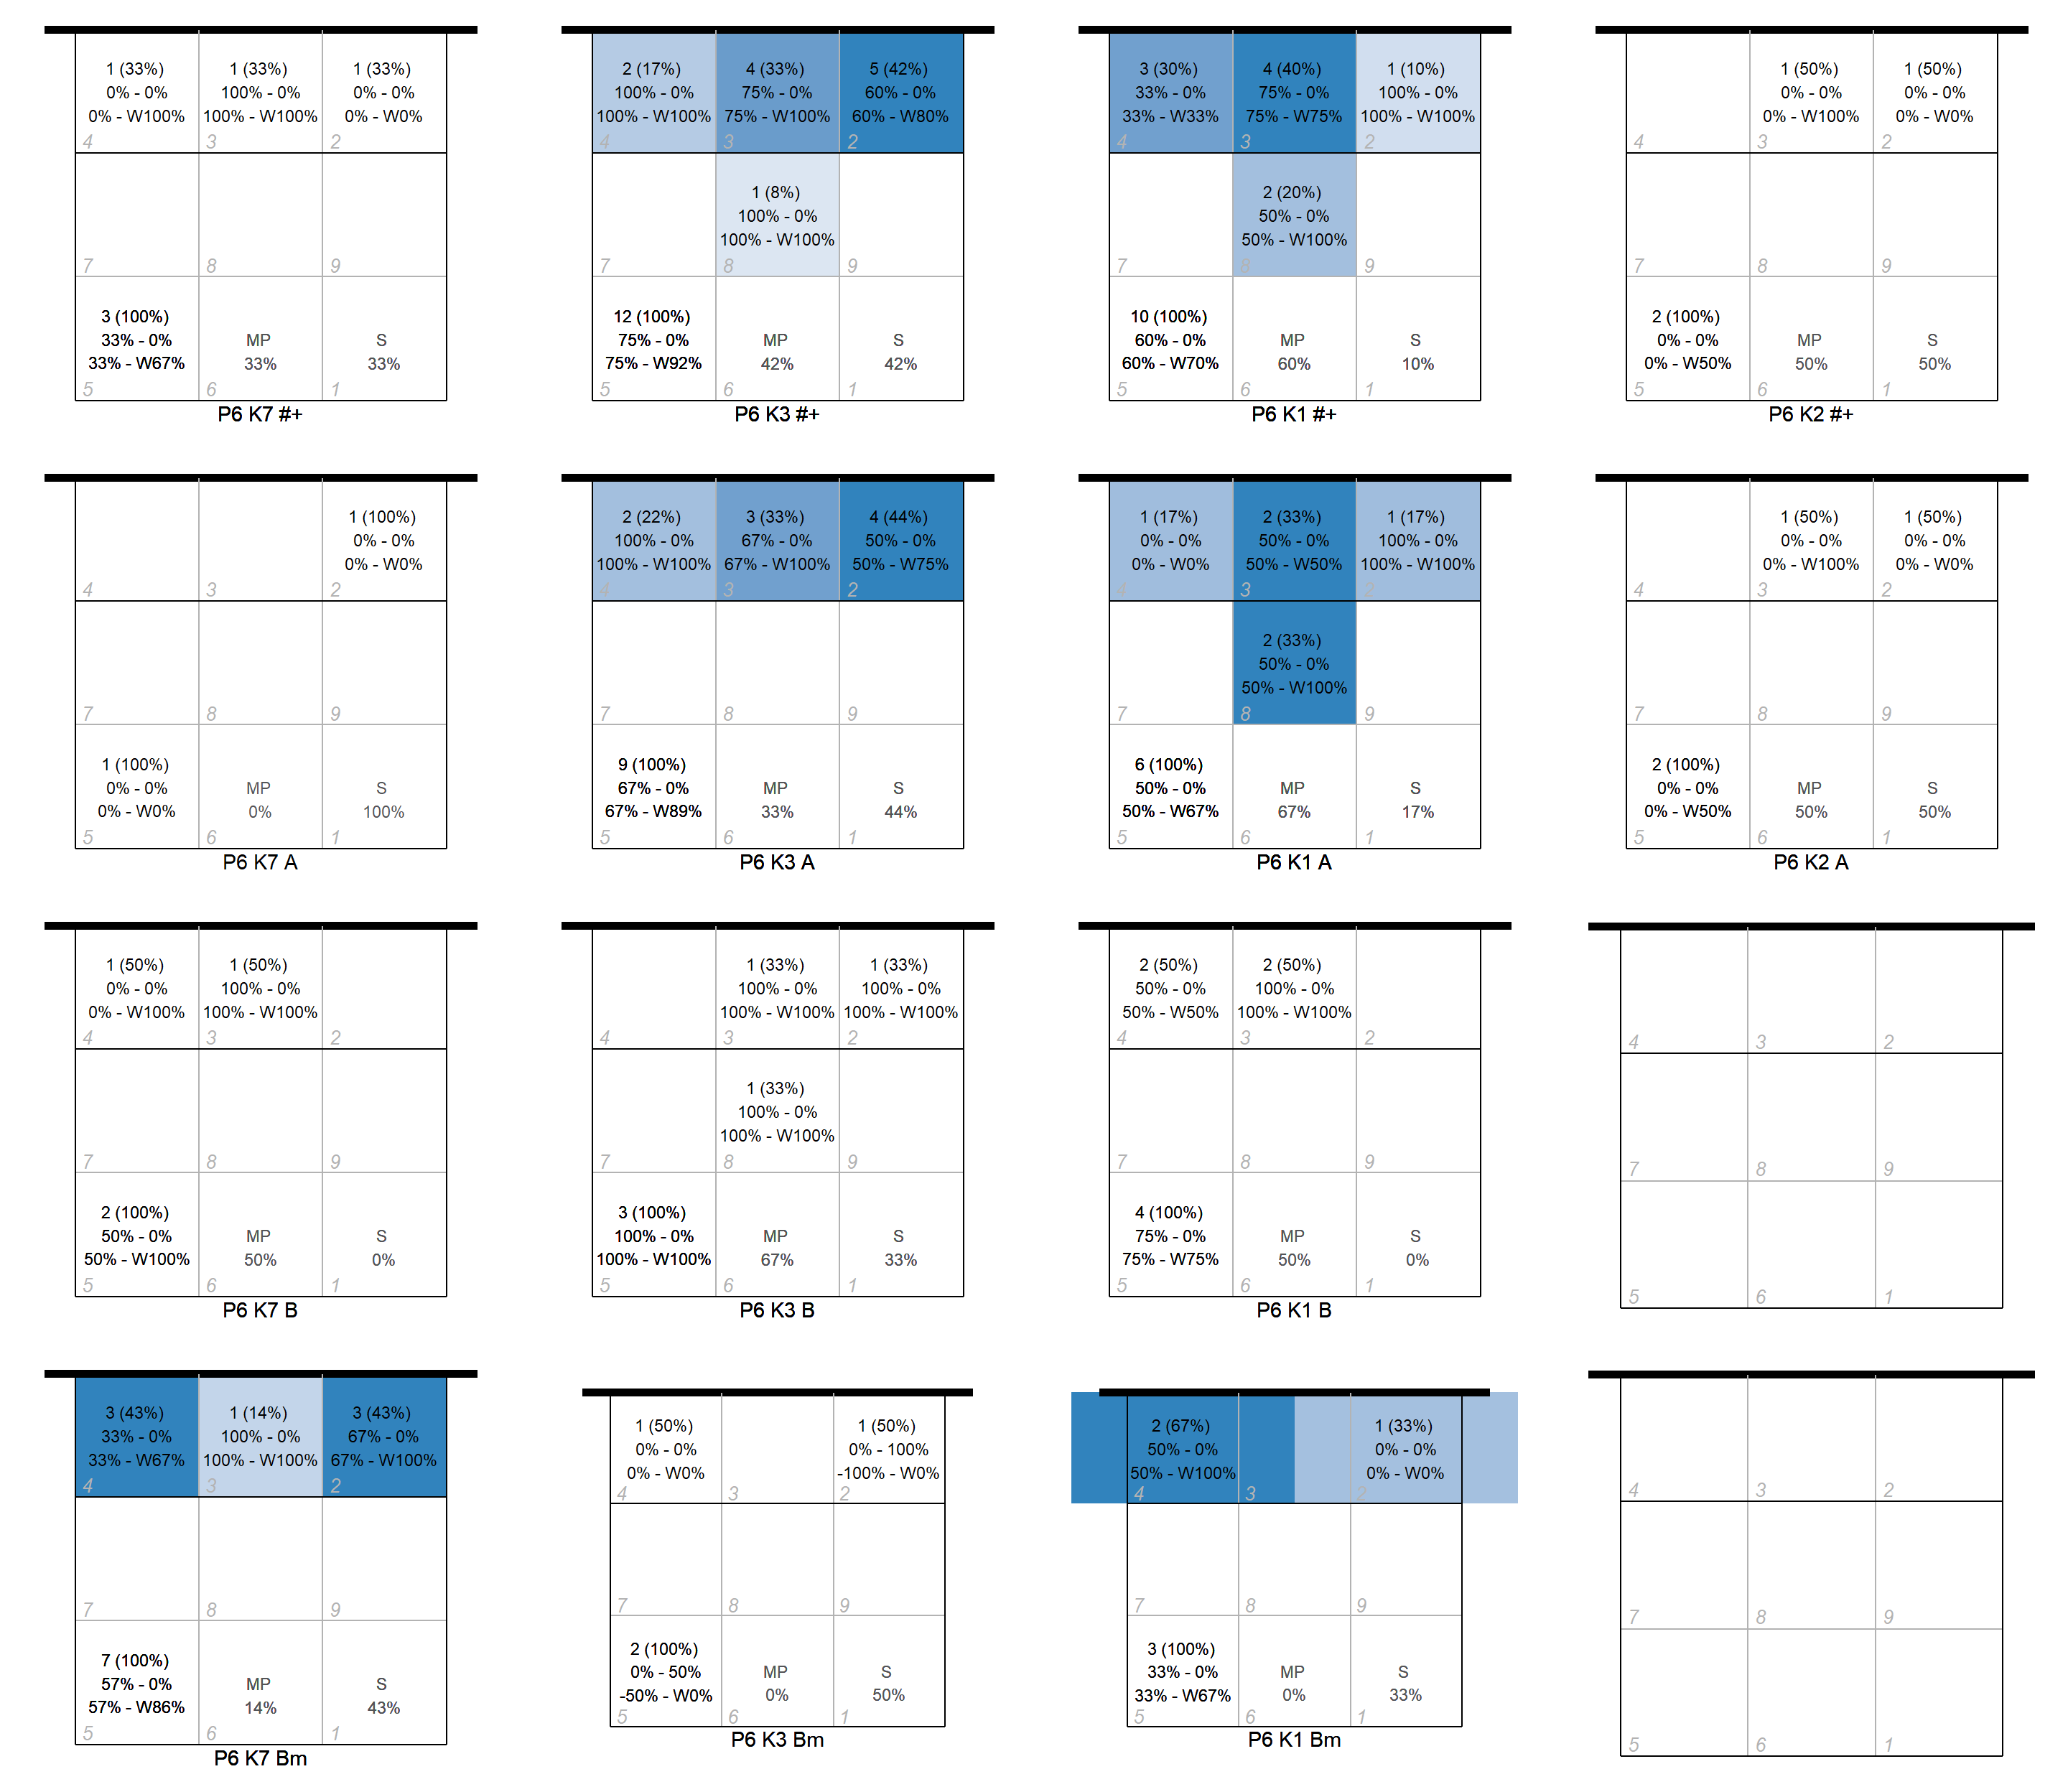 1 (33%)
0% - 0%
0% - W100%
4
1 (33%)
100% - 0%
100% - W100%
3
1 (33%)
0% - 0%
0% - W0%
2
7
8
9
3 (100%)
33% - 0%
33% - W67%
5
MP
33%
6
S
33%
1
P6 K7 #+
2 (17%)
100% - 0%
100% - W100%
4
4 (33%)
75% - 0%
75% - W100%
3
5 (42%)
60% - 0%
60% - W80%
2
7
1 (8%)
100% - 0%
100% - W100%
8
9
12 (100%)
75% - 0%
75% - W92%
5
MP
42%
6
S
42%
1
P6 K3 #+
3 (30%)
33% - 0%
33% - W33%
4
4 (40%)
75% - 0%
75% - W75%
3
1 (10%)
100% - 0%
100% - W100%
2
7
2 (20%)
50% - 0%
50% - W100%
8
9
10 (100%)
60% - 0%
60% - W70%
5
MP
60%
6
S
10%
1
P6 K1 #+
4
1 (50%)
0% - 0%
0% - W100%
3
1 (50%)
0% - 0%
0% - W0%
2
7
8
9
2 (100%)
0% - 0%
0% - W50%
5
MP
50%
6
S
50%
1
P6 K2 #+
4
3
1 (100%)
0% - 0%
0% - W0%
2
7
8
9
1 (100%)
0% - 0%
0% - W0%
5
MP
0%
6
S
100%
1
P6 K7 A
2 (22%)
100% - 0%
100% - W100%
4
3 (33%)
67% - 0%
67% - W100%
3
4 (44%)
50% - 0%
50% - W75%
2
7
8
9
9 (100%)
67% - 0%
67% - W89%
5
MP
33%
6
S
44%
1
P6 K3 A
1 (17%)
0% - 0%
0% - W0%
4
2 (33%)
50% - 0%
50% - W50%
3
1 (17%)
100% - 0%
100% - W100%
2
7
2 (33%)
50% - 0%
50% - W100%
8
9
6 (100%)
50% - 0%
50% - W67%
5
MP
67%
6
S
17%
1
P6 K1 A
4
1 (50%)
0% - 0%
0% - W100%
3
1 (50%)
0% - 0%
0% - W0%
2
7
8
9
2 (100%)
0% - 0%
0% - W50%
5
MP
50%
6
S
50%
1
P6 K2 A
1 (50%)
0% - 0%
0% - W100%
4
1 (50%)
100% - 0%
100% - W100%
3
2
7
8
9
2 (100%)
50% - 0%
50% - W100%
5
MP
50%
6
S
0%
1
P6 K7 B
4
1 (33%)
100% - 0%
100% - W100%
3
1 (33%)
100% - 0%
100% - W100%
2
7
1 (33%)
100% - 0%
100% - W100%
8
9
3 (100%)
100% - 0%
100% - W100%
5
MP
67%
6
S
33%
1
P6 K3 B
2 (50%)
50% - 0%
50% - W50%
4
2 (50%)
100% - 0%
100% - W100%
3
2
7
8
9
4 (100%)
75% - 0%
75% - W75%
5
MP
50%
6
S
0%
1
P6 K1 B
4
3
2
7
8
9
5
6
1
3 (43%)
33% - 0%
33% - W67%
4
1 (14%)
100% - 0%
100% - W100%
3
3 (43%)
67% - 0%
67% - W100%
2
7
8
9
7 (100%)
57% - 0%
57% - W86%
5
MP
14%
6
S
43%
1
P6 K7 Bm
1 (50%)
0% - 0%
0% - W0%
4
3
1 (50%)
0% - 100%
-100% - W0%
2
7
8
9
2 (100%)
0% - 50%
-50% - W0%
5
MP
0%
6
S
50%
1
P6 K3 Bm
2 (67%)
50% - 0%
50% - W100%
4
3
1 (33%)
0% - 0%
0% - W0%
2
7
8
9
3 (100%)
33% - 0%
33% - W67%
5
MP
0%
6
S
33%
1
P6 K1 Bm
4
3
2
7
8
9
5
6
1